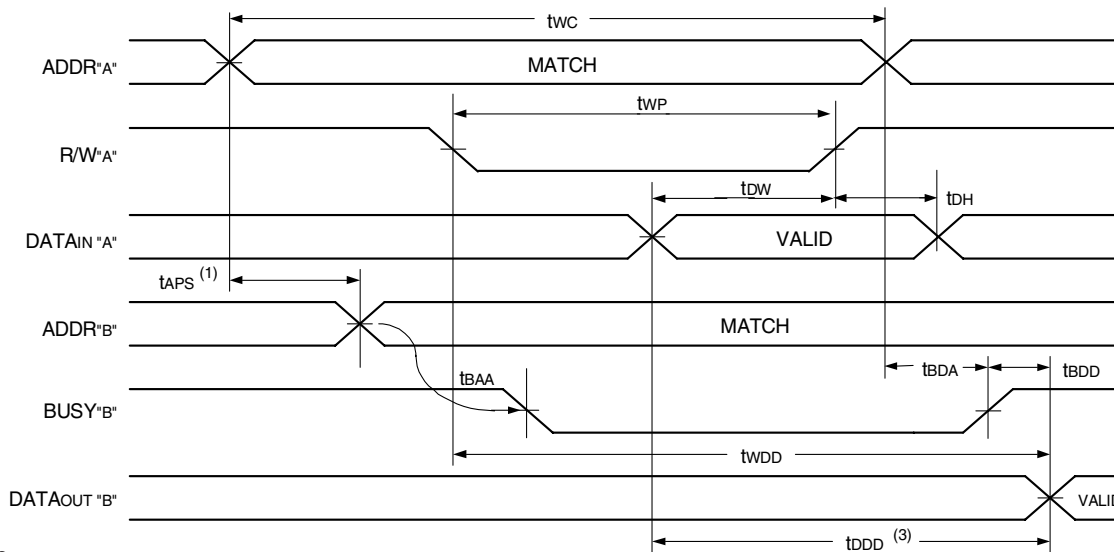 tWC
ADDR"A"
MATCH
tWP
R/W"A"
tDW
tDH
DATAIN "A"
VALID
tAPS (1)
ADDR"B"
MATCH
tBAA
tBDA
tBDD
BUSY"B"
tWDD
DATAOUT "B"
VALID
tDDD (3)